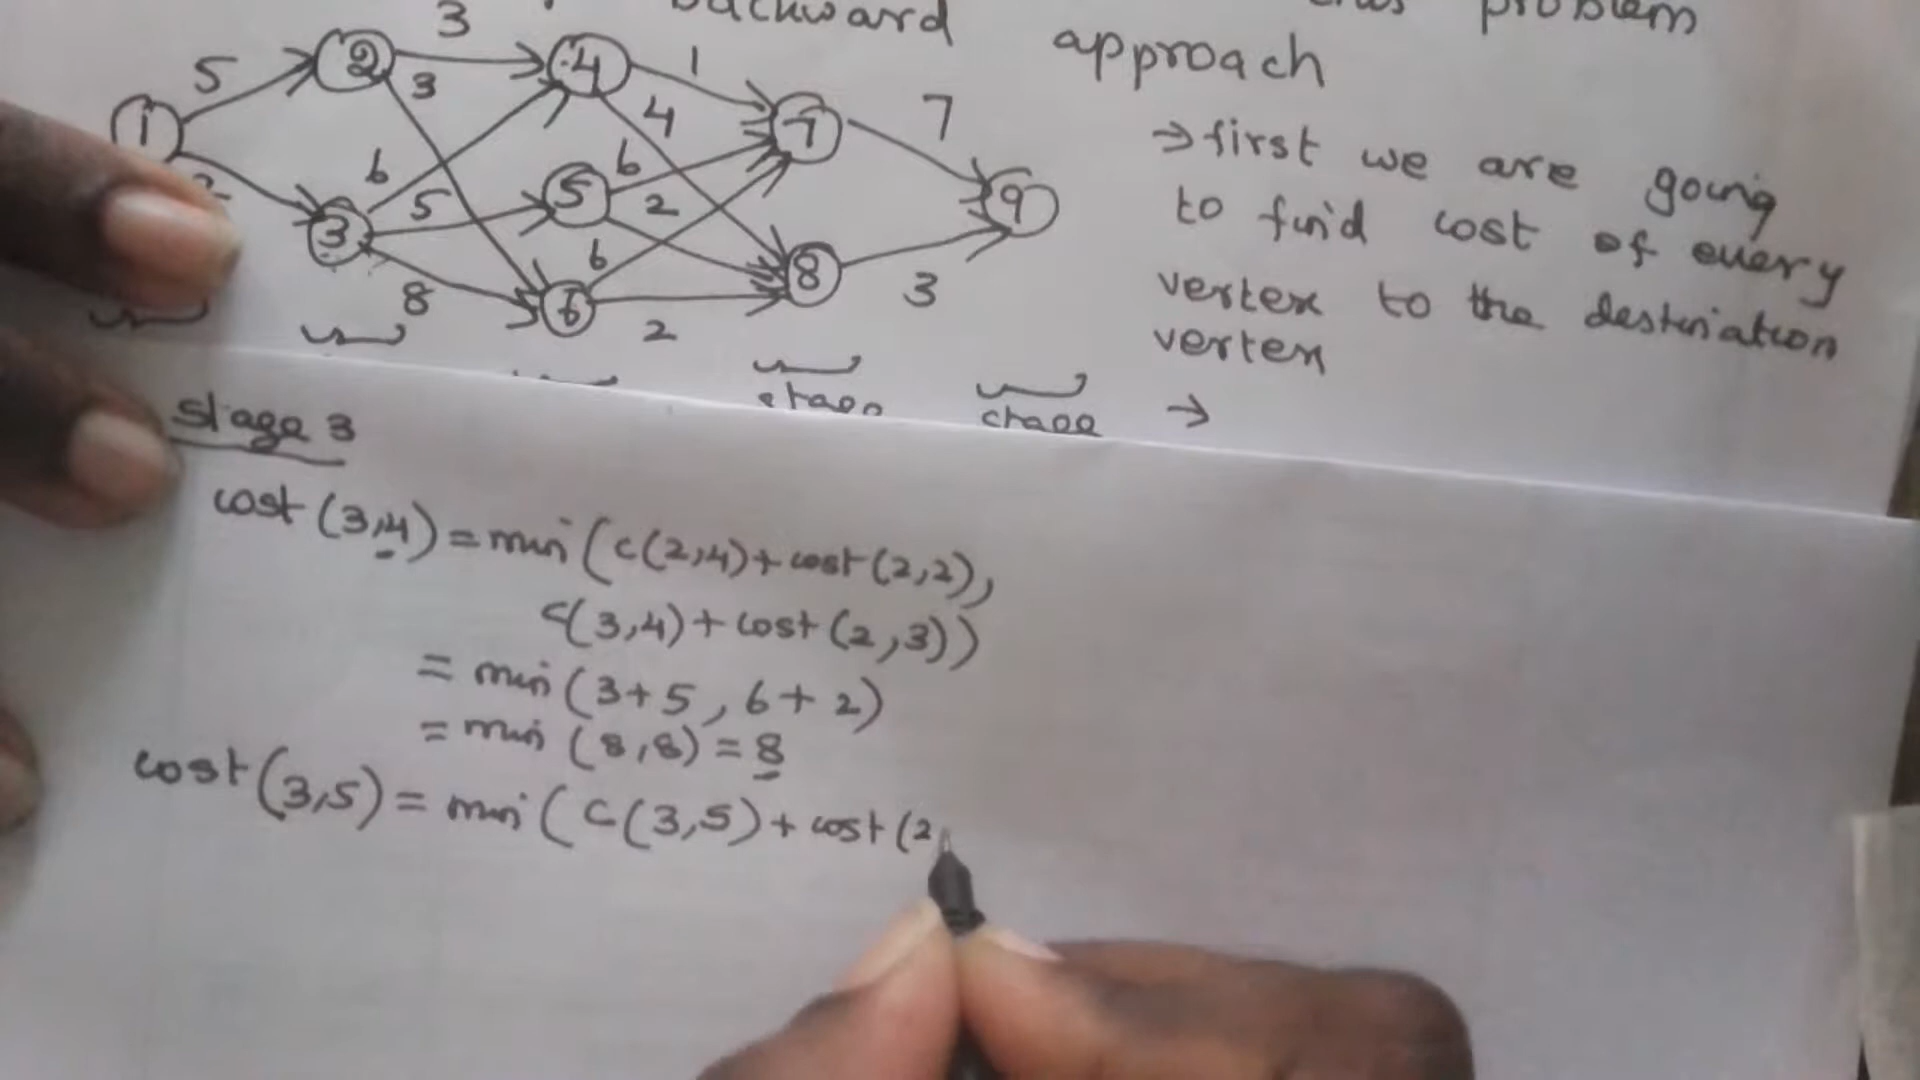 backward
problem
approach
→ first we are going
to find cost of every
vertex to the destination
vertex
→
1 2 3 4 5 6 7 8 9
5 3 3 1 4 7
2 6 5 6 2
8 6 2 3
stage
stage
stage 3
cost (3,4) = min (c(2,4)+cost(2,2),
c(3,4)+cost(2,3))
= min (3+5, 6+2)
= min (8,8) = 8
cost (3,5) = min (C(3,5) + cost (2,